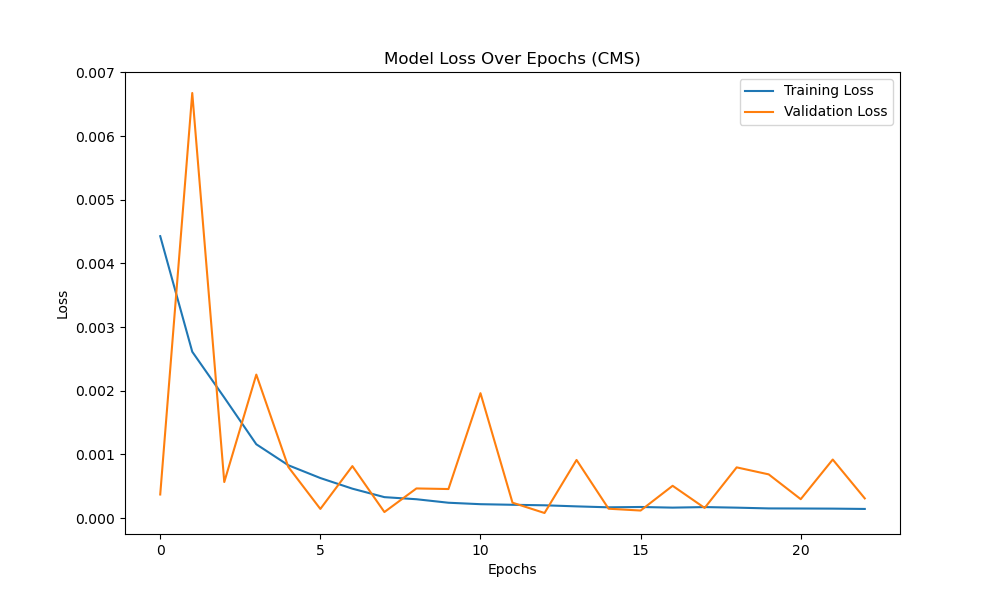 Model Loss Over Epochs (CMS)
Training Loss
Validation Loss
0.007
0.006
0.005
0.004
0.003
0.002
0.001
0.000
Loss
0 5 10 15 20
Epochs